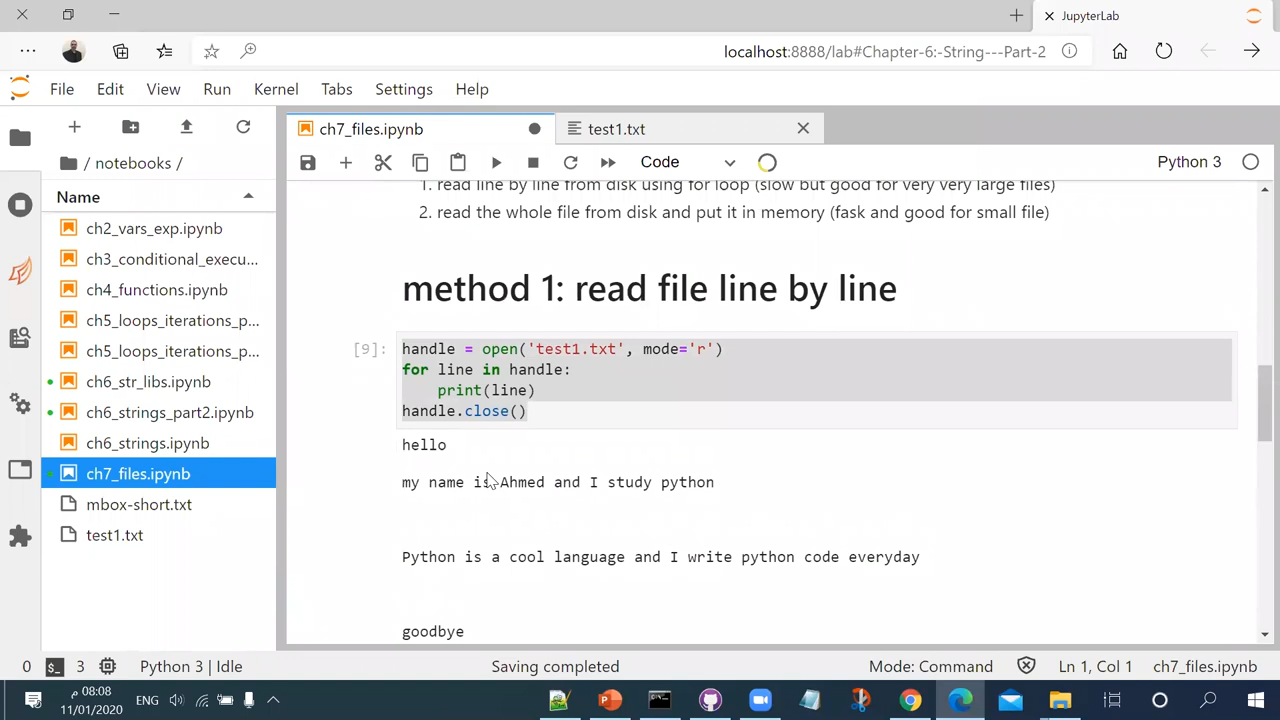 JupyterLab
localhost:8888/lab#Chapter-6:-String---Part-2
File Edit View Run Kernel Tabs Settings Help
ch7_files.ipynb
test1.txt
/ notebooks /
Code
Python 3
Name
ch2_vars_exp.ipynb
ch3_conditional_execu...
ch4_functions.ipynb
ch5_loops_iterations_p...
ch5_loops_iterations_p...
ch6_str_libs.ipynb
ch6_strings_part2.ipynb
ch6_strings.ipynb
ch7_files.ipynb
mbox-short.txt
test1.txt
1. read line by line from disk using for loop (slow but good for very very large files)
2. read the whole file from disk and put it in memory (fask and good for small file)
method 1: read file line by line
[9]:
handle = open('test1.txt', mode='r')
for line in handle:
    print(line)
handle.close()
hello
my name is Ahmed and I study python
Python is a cool language and I write python code everyday
goodbye
0 3 Python 3 | Idle Saving completed Mode: Command Ln 1, Col 1 ch7_files.ipynb
ENG
08:08 م
11/01/2020